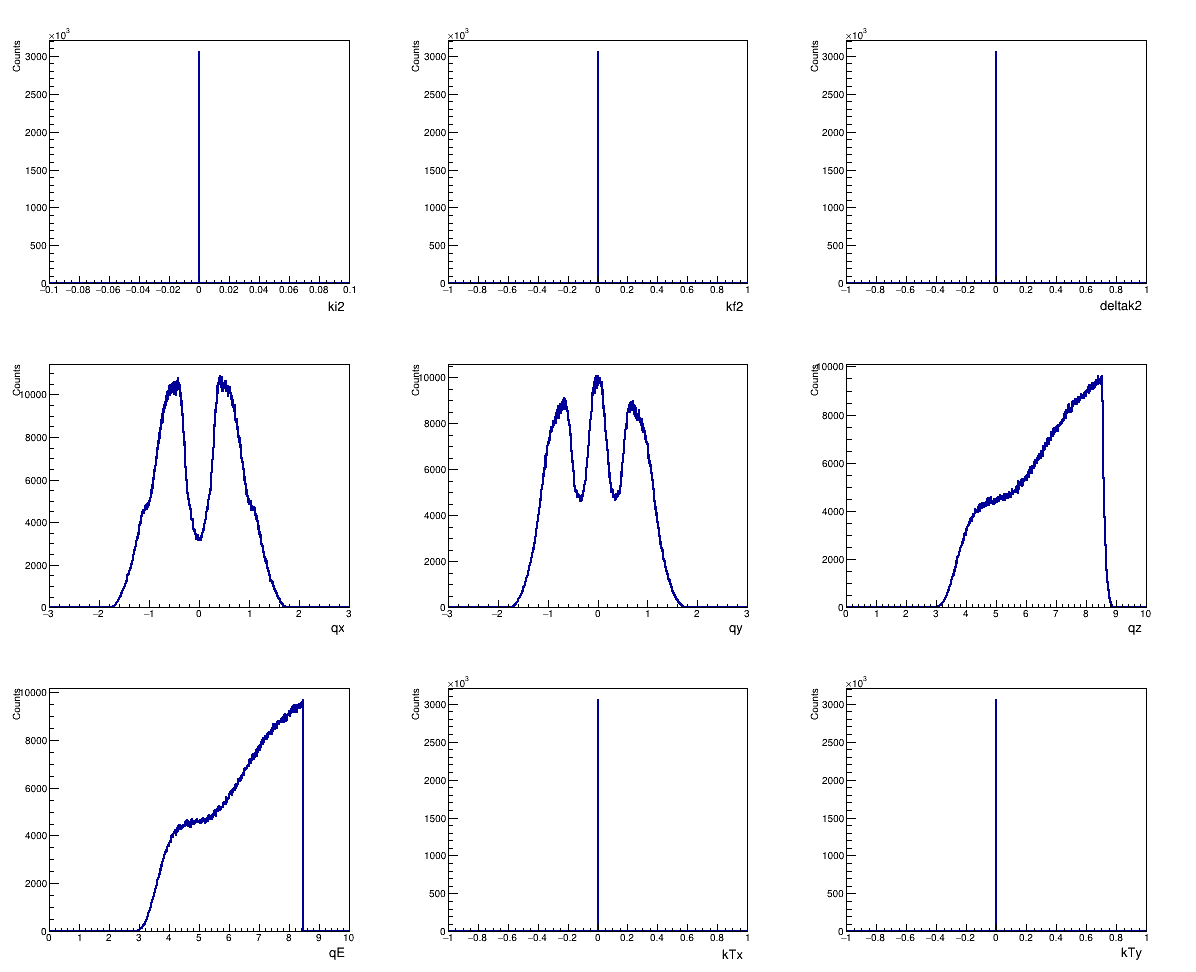 ×10³ ×10³ ×10³
Counts Counts Counts
3000 3000 3000
2500 2500 2500
2000 2000 2000
1500 1500 1500
1000 1000 1000
500 500 500
0 0 0
−0.1 −0.08 −0.06 −0.04 −0.02 0 0.02 0.04 0.06 0.08 0.1 −1 −0.8 −0.6 −0.4 −0.2 0 0.2 0.4 0.6 0.8 1 −1 −0.8 −0.6 −0.4 −0.2 0 0.2 0.4 0.6 0.8 1
ki2 kf2 deltak2
Counts Counts Counts
10000 10000 10000
8000 8000 8000
6000 6000 6000
4000 4000 4000
2000 2000 2000
0 0 0
−3 −2 −1 0 1 2 3 −3 −2 −1 0 1 2 3 0 1 2 3 4 5 6 7 8 9 10
qx qy qz
×10³ ×10³
Counts Counts Counts
10000 3000 3000
8000 2500 2500
6000 2000 2000
4000 1500 1500
2000 1000 1000
500 500
0 0 0
0 1 2 3 4 5 6 7 8 9 10 −1 −0.8 −0.6 −0.4 −0.2 0 0.2 0.4 0.6 0.8 1 −1 −0.8 −0.6 −0.4 −0.2 0 0.2 0.4 0.6 0.8 1
qE kTx kTy